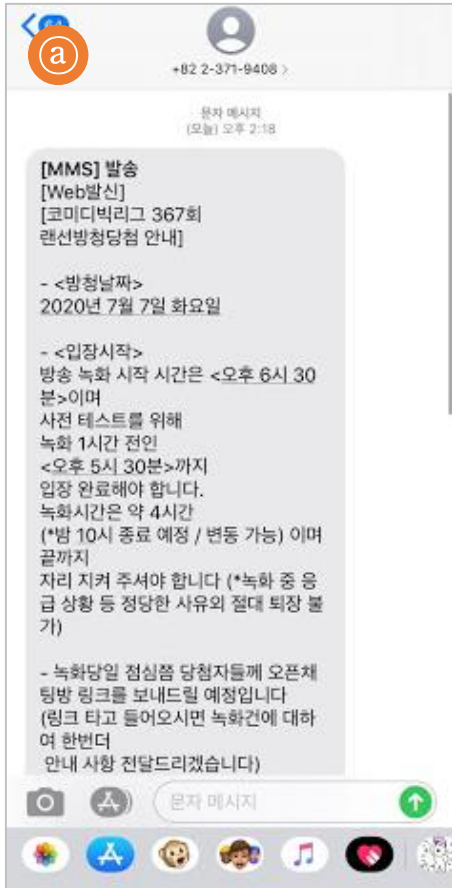 ⓐ
+82 2-371-9408 >
문자 메시지
(오늘) 오후 2:18
[MMS] 발송
[Web발신]
[코미디빅리그 367회
랜선방청당첨 안내]
- <방청날짜>
2020년 7월 7일 화요일
- <입장시작>
방송 녹화 시작 시간은 <오후 6시 30
분>이며
사전 테스트를 위해
녹화 1시간 전인
<오후 5시 30분>까지
입장 완료해야 합니다.
녹화시간은 약 4시간
(*밤 10시 종료 예정 / 변동 가능) 이며
끝까지
자리 지켜 주셔야 합니다 (*녹화 중 응
급 상황 등 정당한 사유외 절대 퇴장 불
가)
- 녹화당일 점심쯤 당첨자들께 오픈채
팅방 링크를 보내드릴 예정입니다
(링크 타고 들어오시면 녹화건에 대하
여 한번더
안내 사항 전달드리겠습니다)
문자 메시지